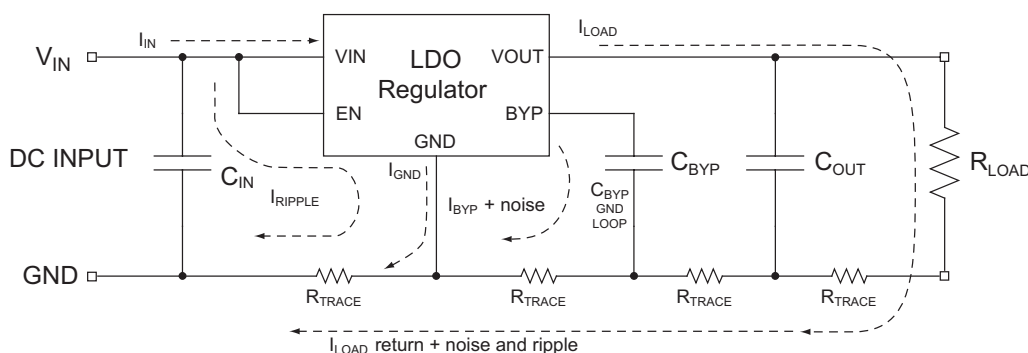 I_IN
I_LOAD
V_IN
VIN
LDO
Regulator
VOUT
EN
BYP
GND
DC INPUT
C_IN
I_RIPPLE
I_GND
I_BYP + noise
C_BYP
GND
LOOP
C_BYP
C_OUT
R_LOAD
GND
R_TRACE
R_TRACE
R_TRACE
R_TRACE
I_LOAD return + noise and ripple